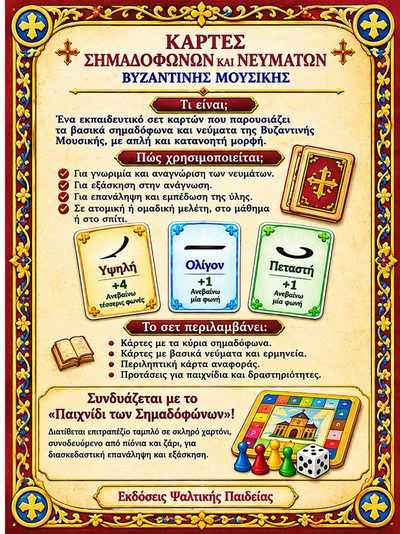 ΚΑΡΤΕΣ
ΣΗΜΑΔΟΦΩΝΩΝ ΚΑΙ ΝΕΥΜΑΤΩΝ
ΒΥΖΑΝΤΙΝΗΣ ΜΟΥΣΙΚΗΣ
Τι είναι;
Ένα εκπαιδευτικό σετ καρτών που παρουσιάζει
τα βασικά σημαδόφωνα και νεύματα της Βυζαντινής
Μουσικής, με απλή και κατανοητή μορφή.
Πώς χρησιμοποιείται;
Για γνωριμία και αναγνώριση των νευμάτων.
Για εξάσκηση στην ανάγνωση.
Για επανάληψη και εμπέδωση της ύλης.
Σε ατομική ή ομαδική μελέτη, στο μάθημα
ή στο σπίτι.
Υψηλή
+4
Ανεβαίνω
τέσσερις φωνές
Ολίγον
+1
Ανεβαίνω
μία φωνή
Πεταστή
+1
Ανεβαίνω
μία φωνή
Το σετ περιλαμβάνει:
• Κάρτες με τα κύρια σημαδόφωνα.
• Κάρτες με βασικά νεύματα και ερμηνεία.
• Περιληπτική κάρτα αναφοράς.
• Προτάσεις για παιχνίδια και δραστηριότητες.
Συνδυάζεται με το
«Παιχνίδι των Σημαδόφώνων»!
Διατίθεται επιτραπέζιο ταμπλό σε σκληρό χαρτόνι,
συνοδευόμενο από πιόνια και ζάρι, για
διασκεδαστική επανάληψη και εξάσκηση.
Εκδόσεις Ψαλτικής Παιδείας